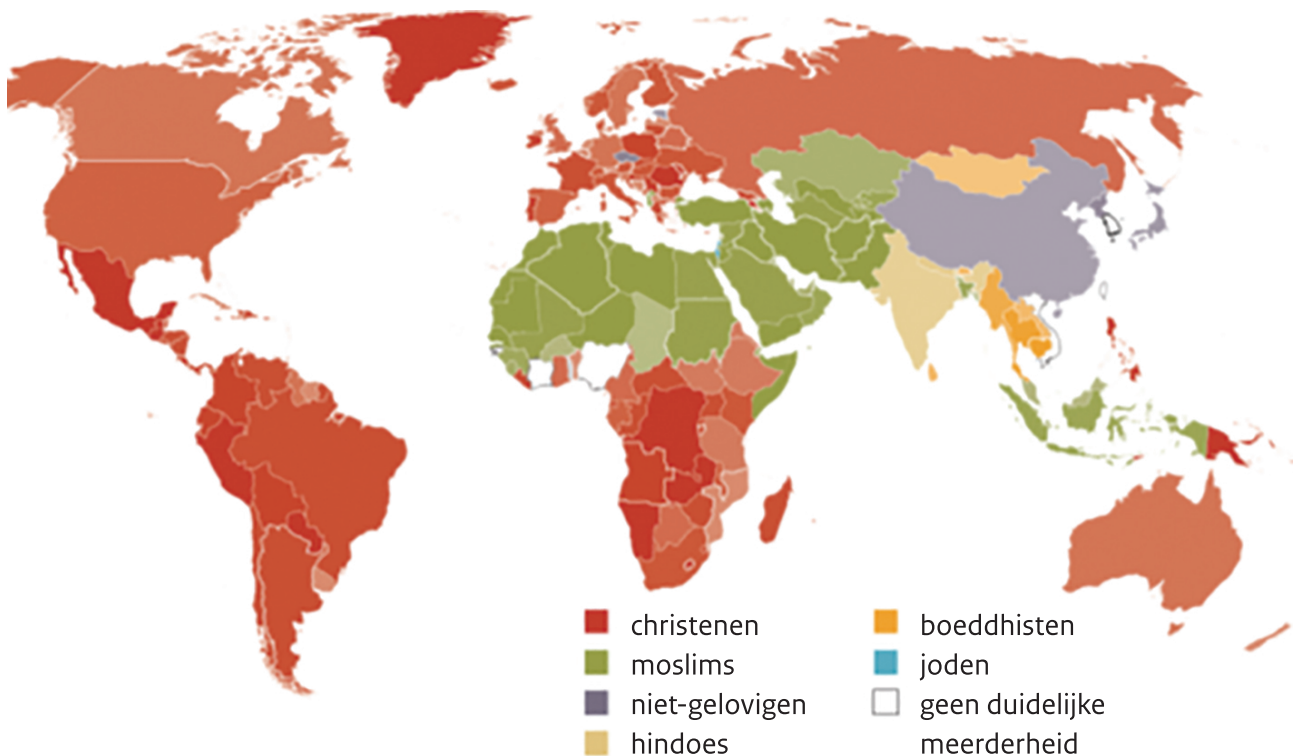 christenen
moslims
niet-gelovigen
hindoes
boeddhisten
joden
geen duidelijke
meerderheid